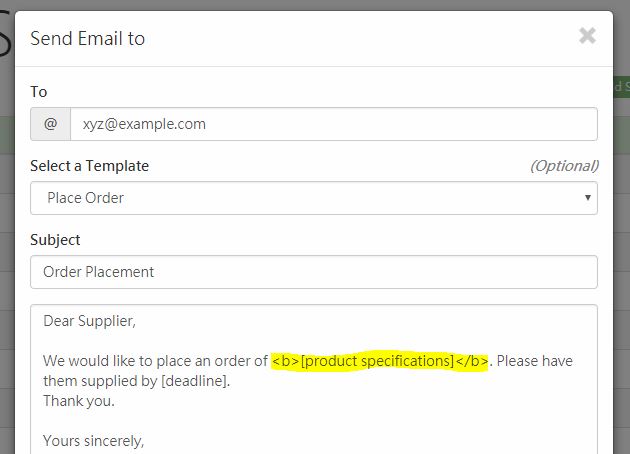 S
Send Email to
To
d S
@ xyz@example.com
Select a Template (Optional)
Place Order
Subject
Order Placement
Dear Supplier,
We would like to place an order of <b>[product specifications]</b>. Please have
them supplied by [deadline].
Thank you.
Yours sincerely,